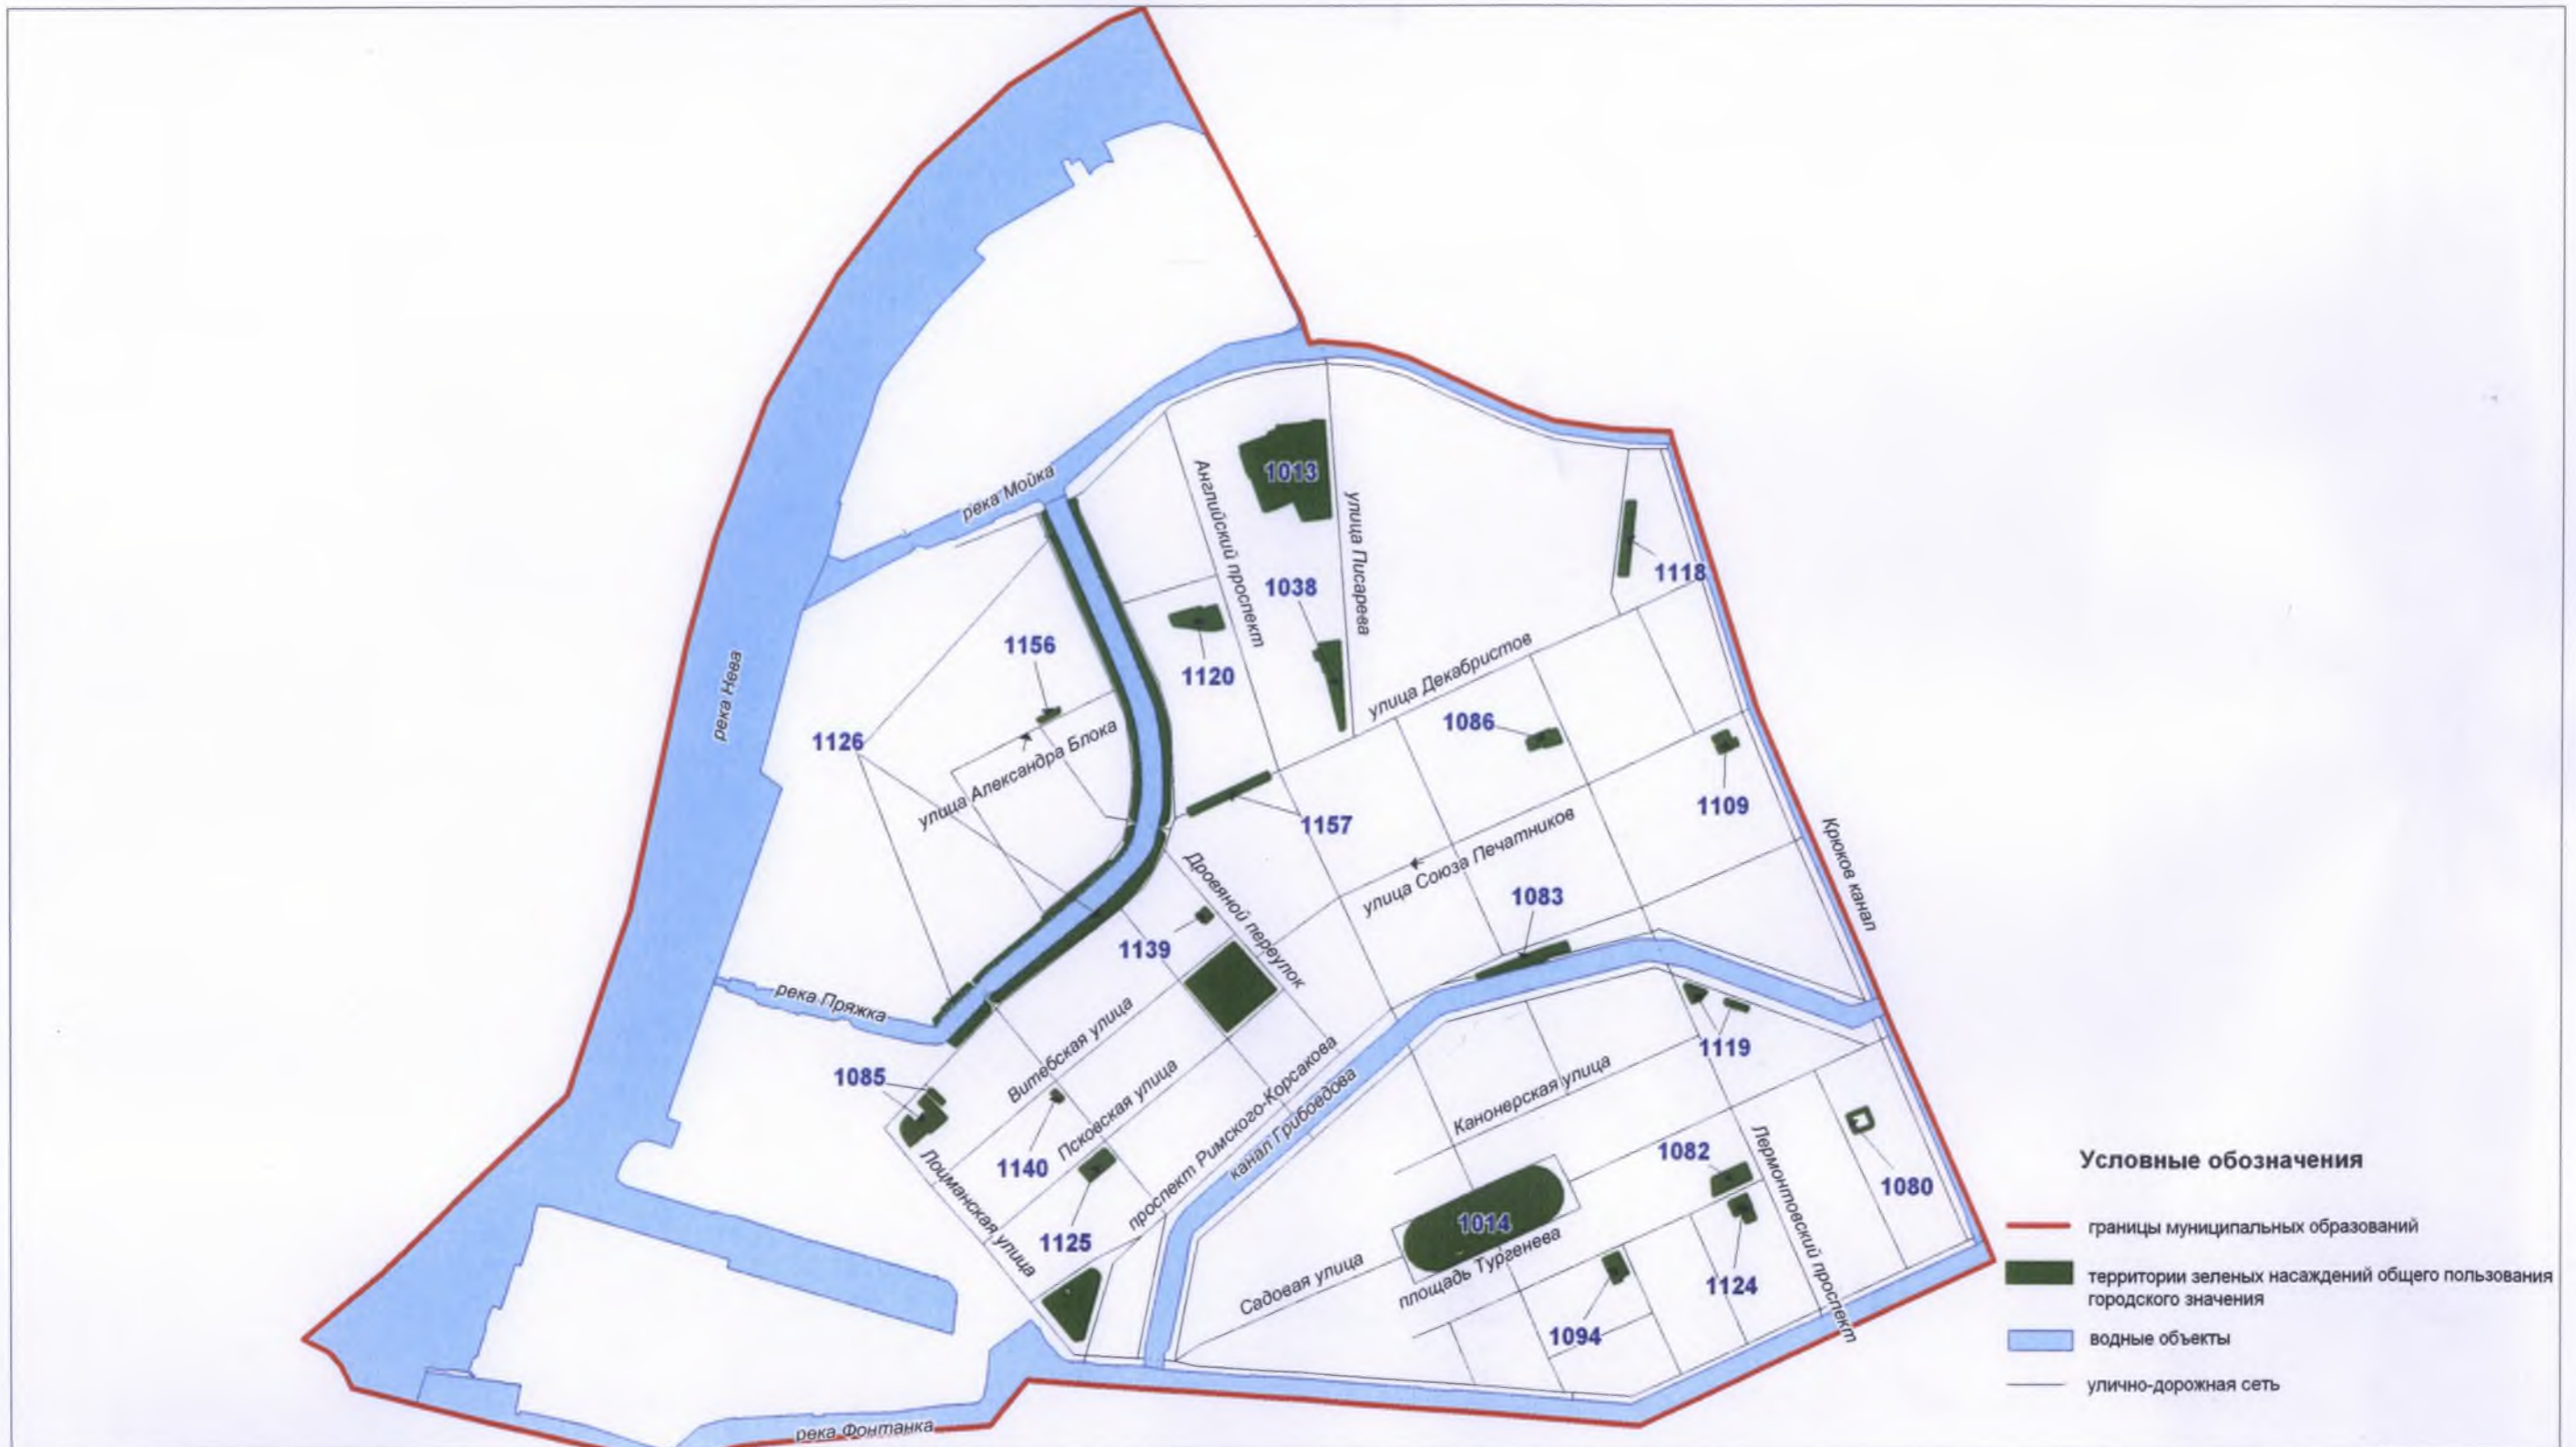 река Мойка
Английский проспект
1013
улица Писарева
1038
1118
1156
1120
река Нева
улица Декабристов
1086
1126
улица Александра Блока
1109
1157
улица Союза Печатников
Крюков канал
Дровяной переулок
1083
1139
река Пряжка
Витебская улица
1119
1085
Псковская улица
проспект Римского-Корсакова
канал Грибоедова
Канонерская улица
1140
Лоцманская улица
1082
Лермонтовский проспект
1080
1125
1014
Садовая улица
площадь Тургенева
1124
1094
река Фонтанка
Условные обозначения
границы муниципальных образований
территории зеленых насаждений общего пользования
городского значения
водные объекты
улично-дорожная сеть